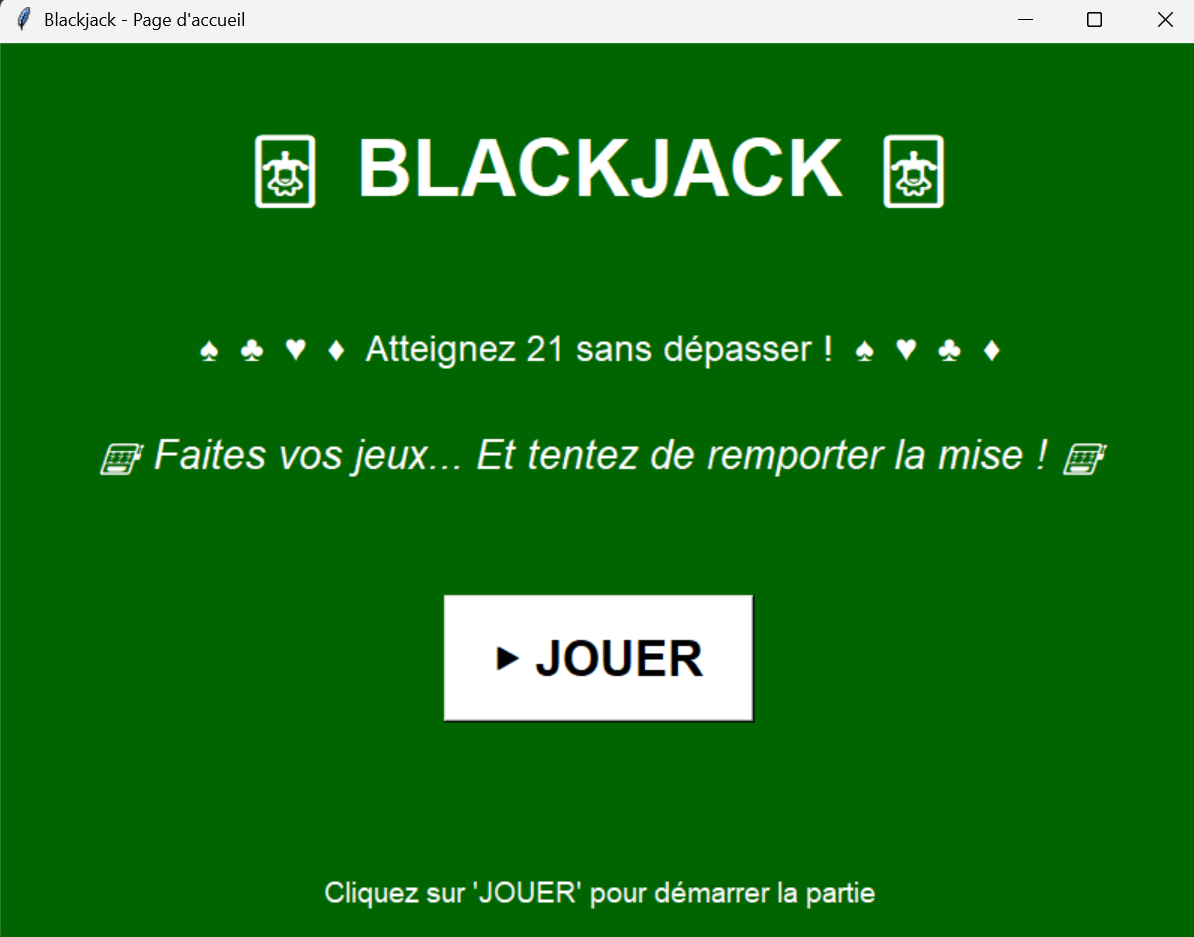 Blackjack - Page d'accueil
🃏 BLACKJACK 🃏
♠ ♣ ♥ ♦ Atteignez 21 sans dépasser ! ♠ ♥ ♣ ♦
🎰 Faites vos jeux... Et tentez de remporter la mise ! 🎰
▶ JOUER
Cliquez sur 'JOUER' pour démarrer la partie